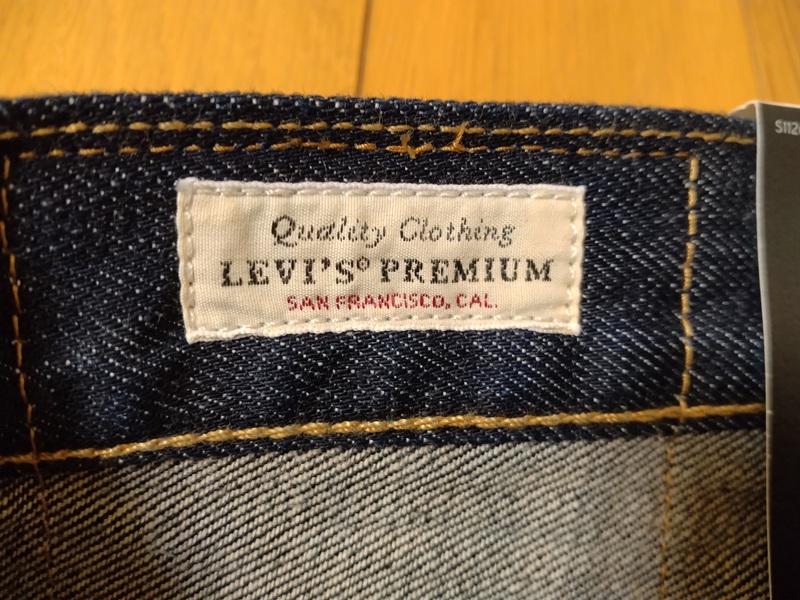 Quality Clothing
LEVI'S® PREMIUM
SAN FRANCISCO, CAL.